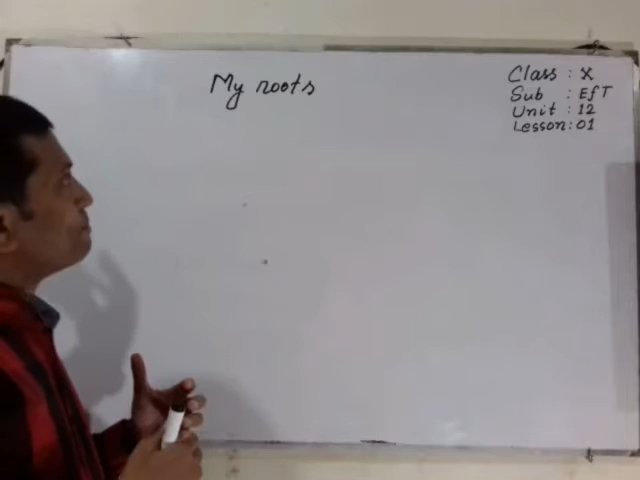 My roots
Class : X
Sub : EfT
Unit : 12
Lesson: 01